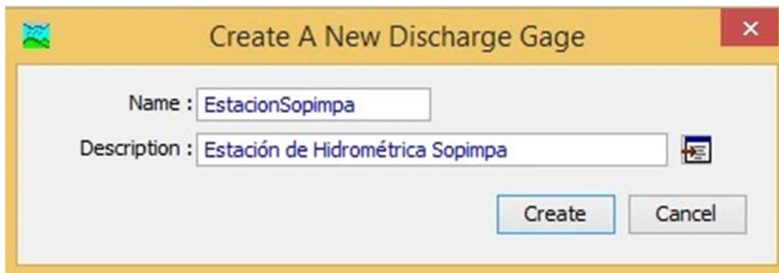 Create A New Discharge Gage
Name : EstacionSopimpa
Description : Estación de Hidrométrica Sopimpa
Create Cancel